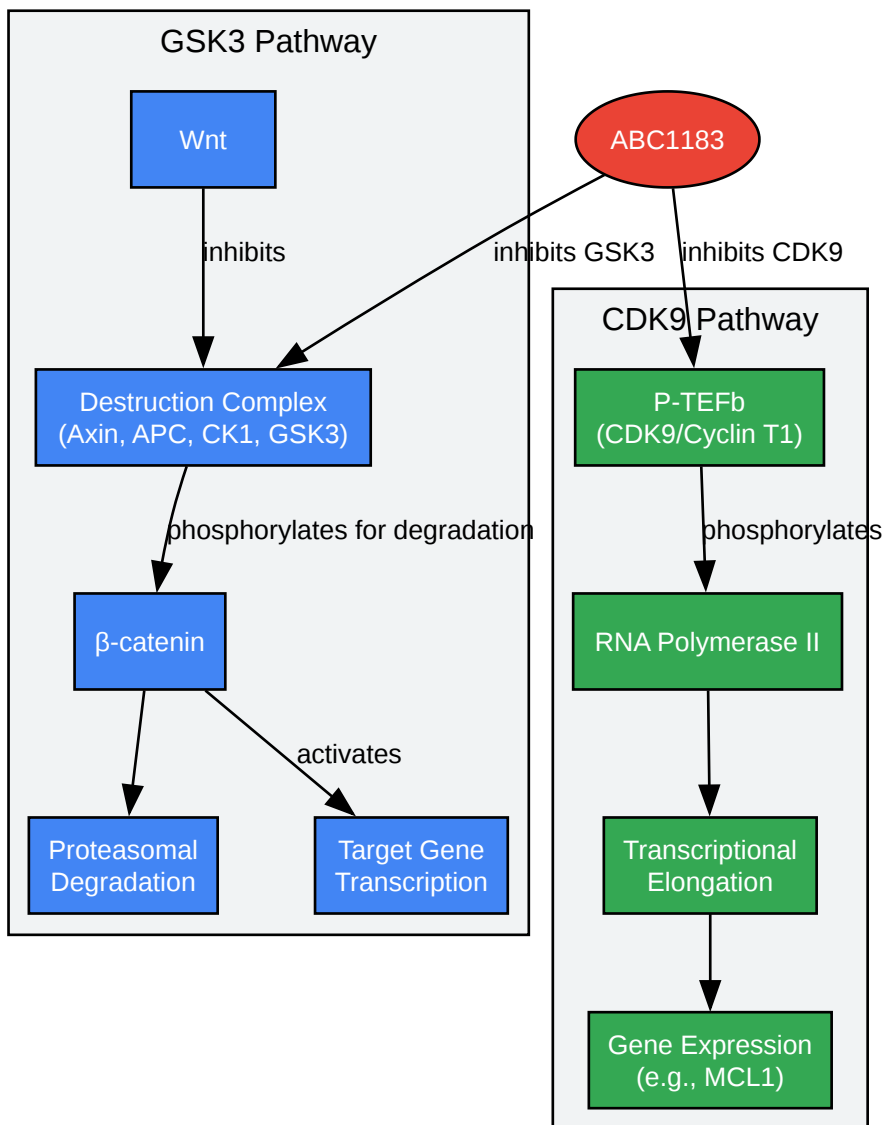 GSK3 Pathway
Wnt
ABC1183
inhibits
inhibits GSK3
inhibits CDK9
CDK9 Pathway
Destruction Complex
(Axin, APC, CK1, GSK3)
P-TEFb
(CDK9/Cyclin T1)
phosphorylates for degradation
phosphorylates
β-catenin
RNA Polymerase II
activates
Proteasomal
Degradation
Target Gene
Transcription
Transcriptional
Elongation
Gene Expression
(e.g., MCL1)